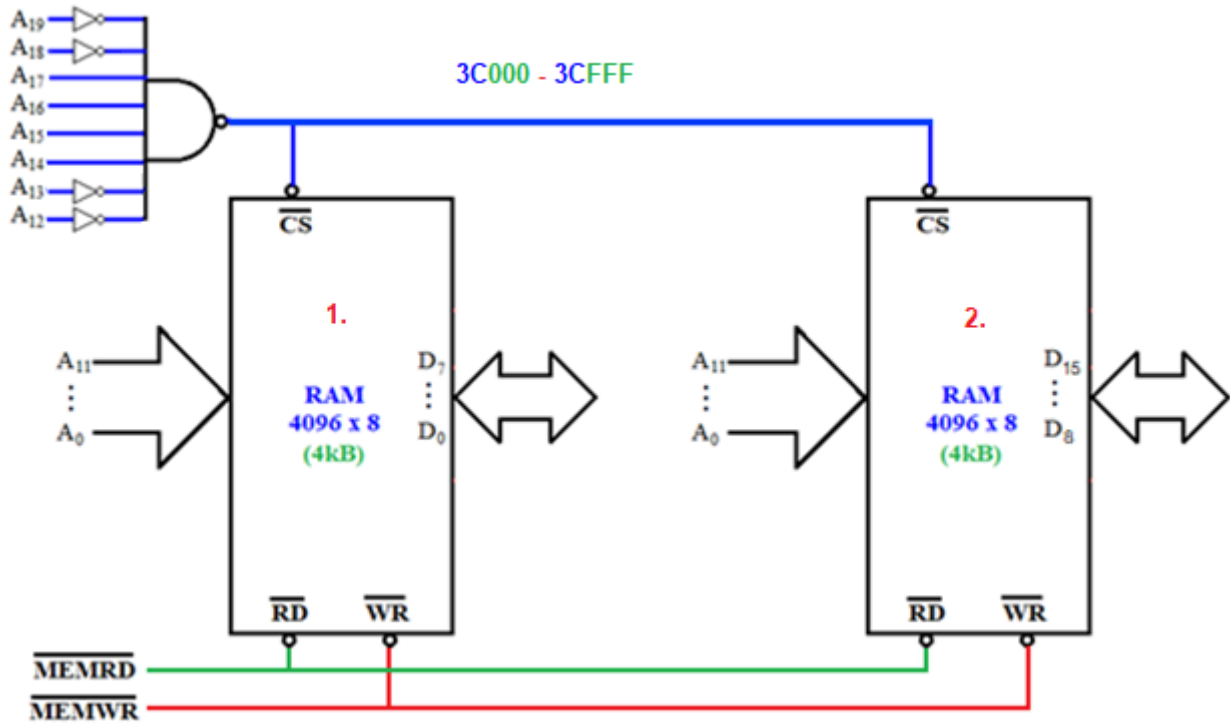 A19
A18
A17
A16
A15
A14
A13
A12
3C000 - 3CFFF
CS
1.
A11
⋮
A0
RAM
4096 x 8
(4kB)
D7
⋮
D0
RD WR
CS
2.
A11
⋮
A0
RAM
4096 x 8
(4kB)
D15
⋮
D8
RD WR
MEMRD
MEMWR